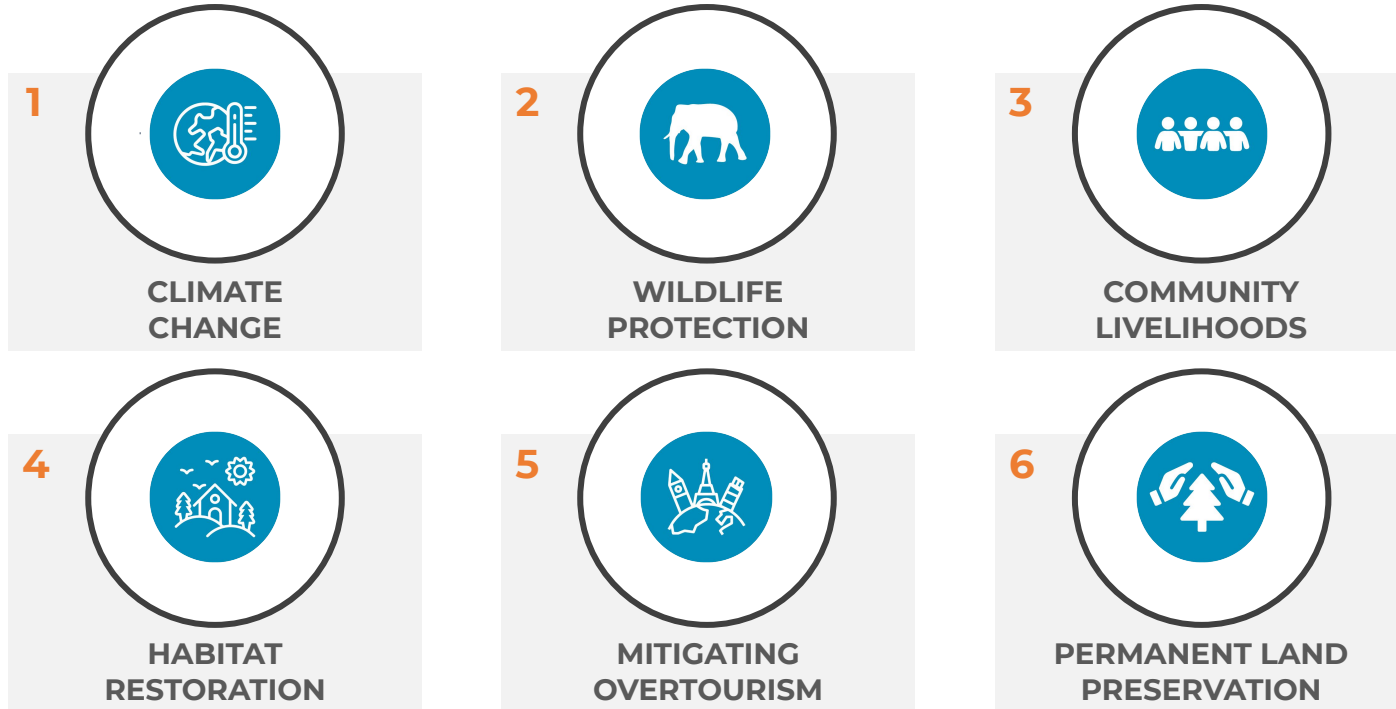 1
CLIMATE
CHANGE
2
WILDLIFE
PROTECTION
3
COMMUNITY
LIVELIHOODS
4
HABITAT
RESTORATION
5
MITIGATING
OVERTOURISM
6
PERMANENT LAND
PRESERVATION